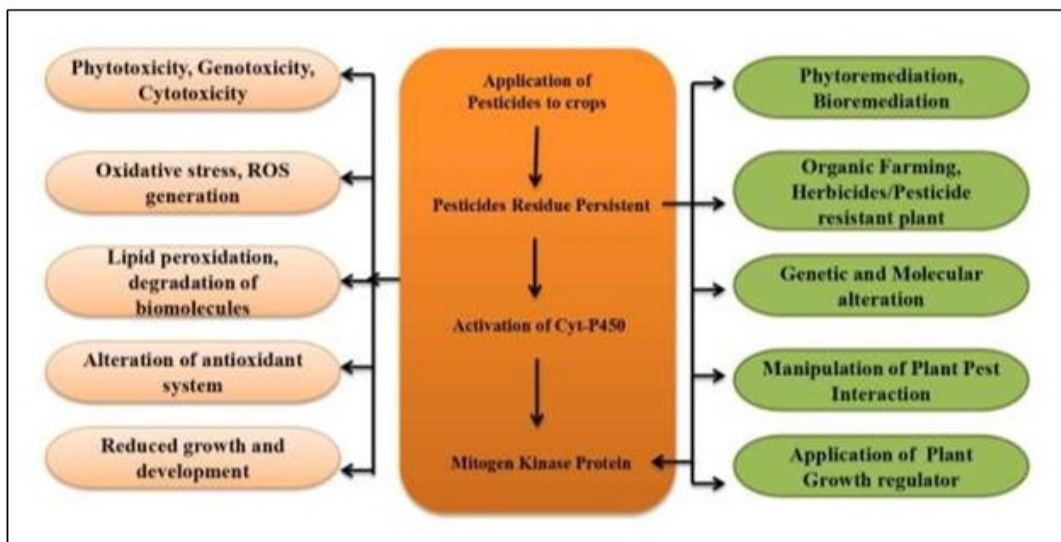 Phytotoxicity, Genotoxicity,
Cytotoxicity
Oxidative stress, ROS
generation
Lipid peroxidation,
degradation of
biomolecules
Alteration of antioxidant
system
Reduced growth and
development
Application of
Pesticides to crops
Pesticides Residue Persistent
Activation of Cyt-P450
Mitogen Kinase Protein
Phytoremediation,
Bioremediation
Organic Farming,
Herbicides/Pesticide
resistant plant
Genetic and Molecular
alteration
Manipulation of Plant Pest
Interaction
Application of Plant
Growth regulator